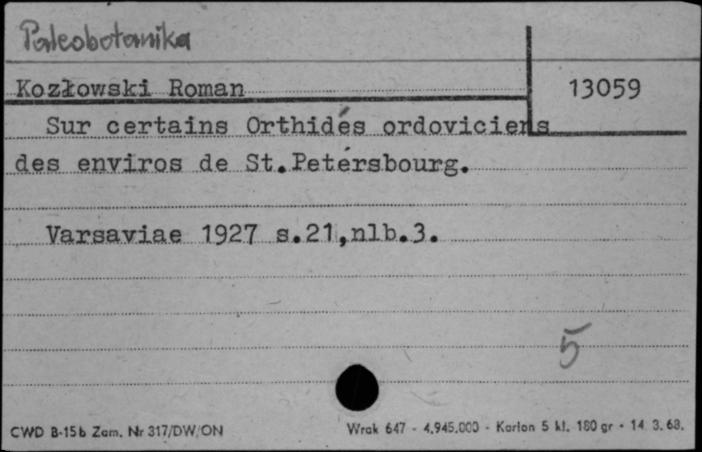 Paleobotanika
Kozłowski Roman
13059
Sur certains Orthidés ordoviciens
des enviros de St.Pétersbourg.
Varsaviae 1927 s.21,nlb.3.
5
CWD B-15b Zam. Nr 317/DW/ON
Wrak 647 - 4.945.000 - Karton 5 kl. 180 gr - 14.3.68.